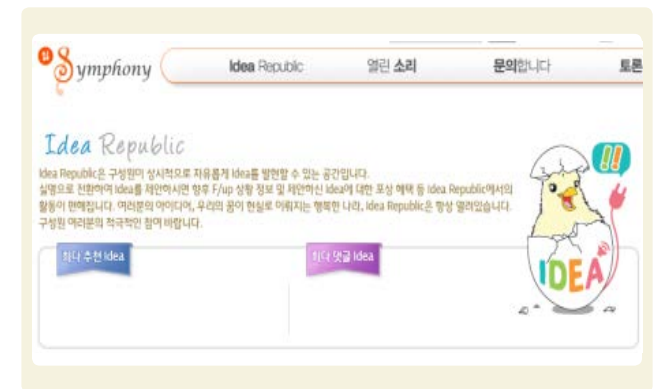 Symphony
Idea Republic 열린 소리 문의합니다 토론
Idea Republic
Idea Republic은 구성원이 상시적으로 자유롭게 Idea를 발현할 수 있는 공간입니다.
실명으로 전환하여 Idea를 제안하시면 향후 F/up 상황 정보 및 제안하신 Idea에 대한 포상 혜택 등 Idea Republic에서의
활동이 편해집니다. 여러분의 아이디어, 우리의 꿈이 현실로 이뤄지는 행복한 나라, Idea Republic은 항상 열려있습니다.
구성원 여러분의 적극적인 참여 바랍니다.
최다 추천 Idea
최다 댓글 Idea
!!
IDEA